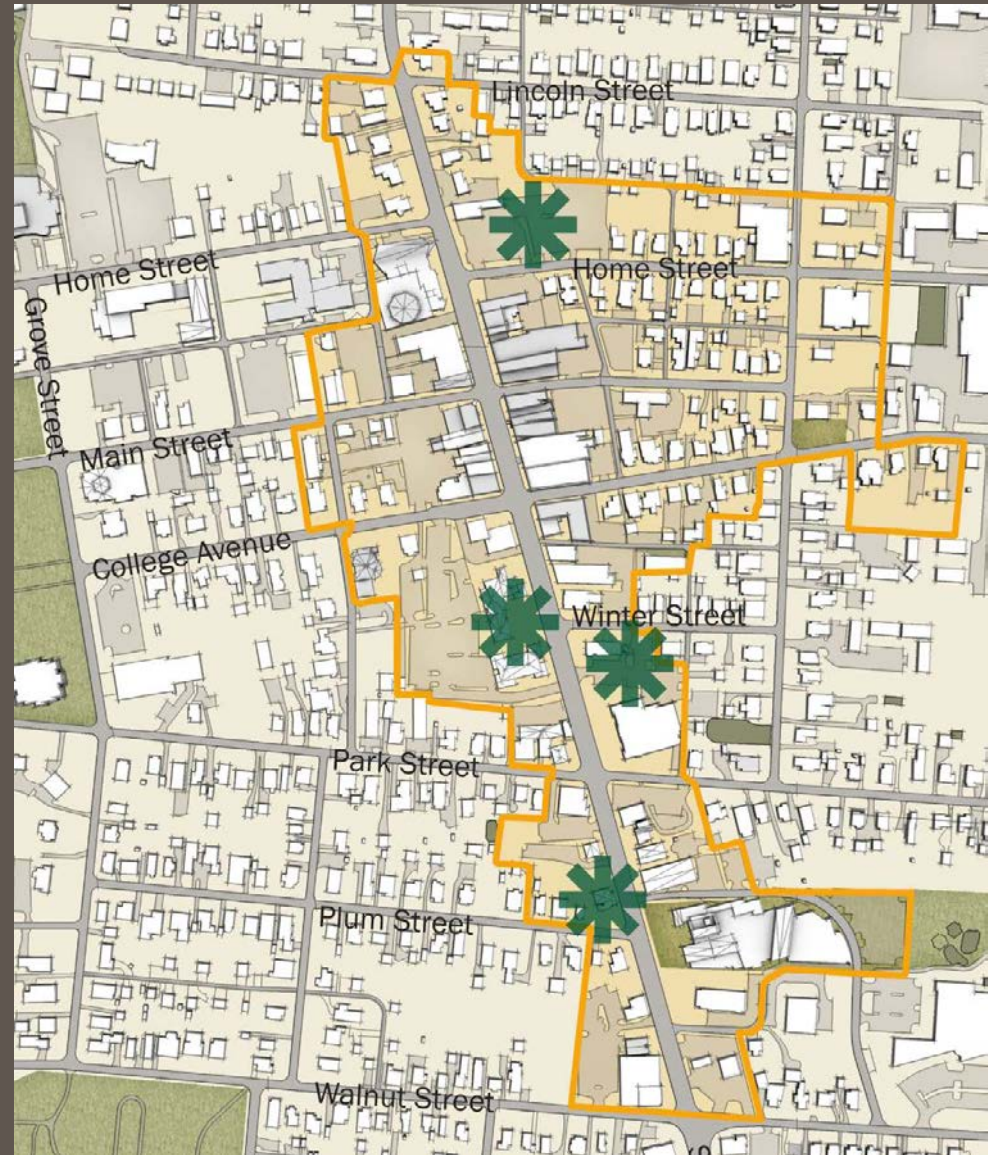 Lincoln Street
Home Street
Home Street
Grove Street
Main Street
College Avenue
Winter Street
Park Street
Plum Street
Walnut Street